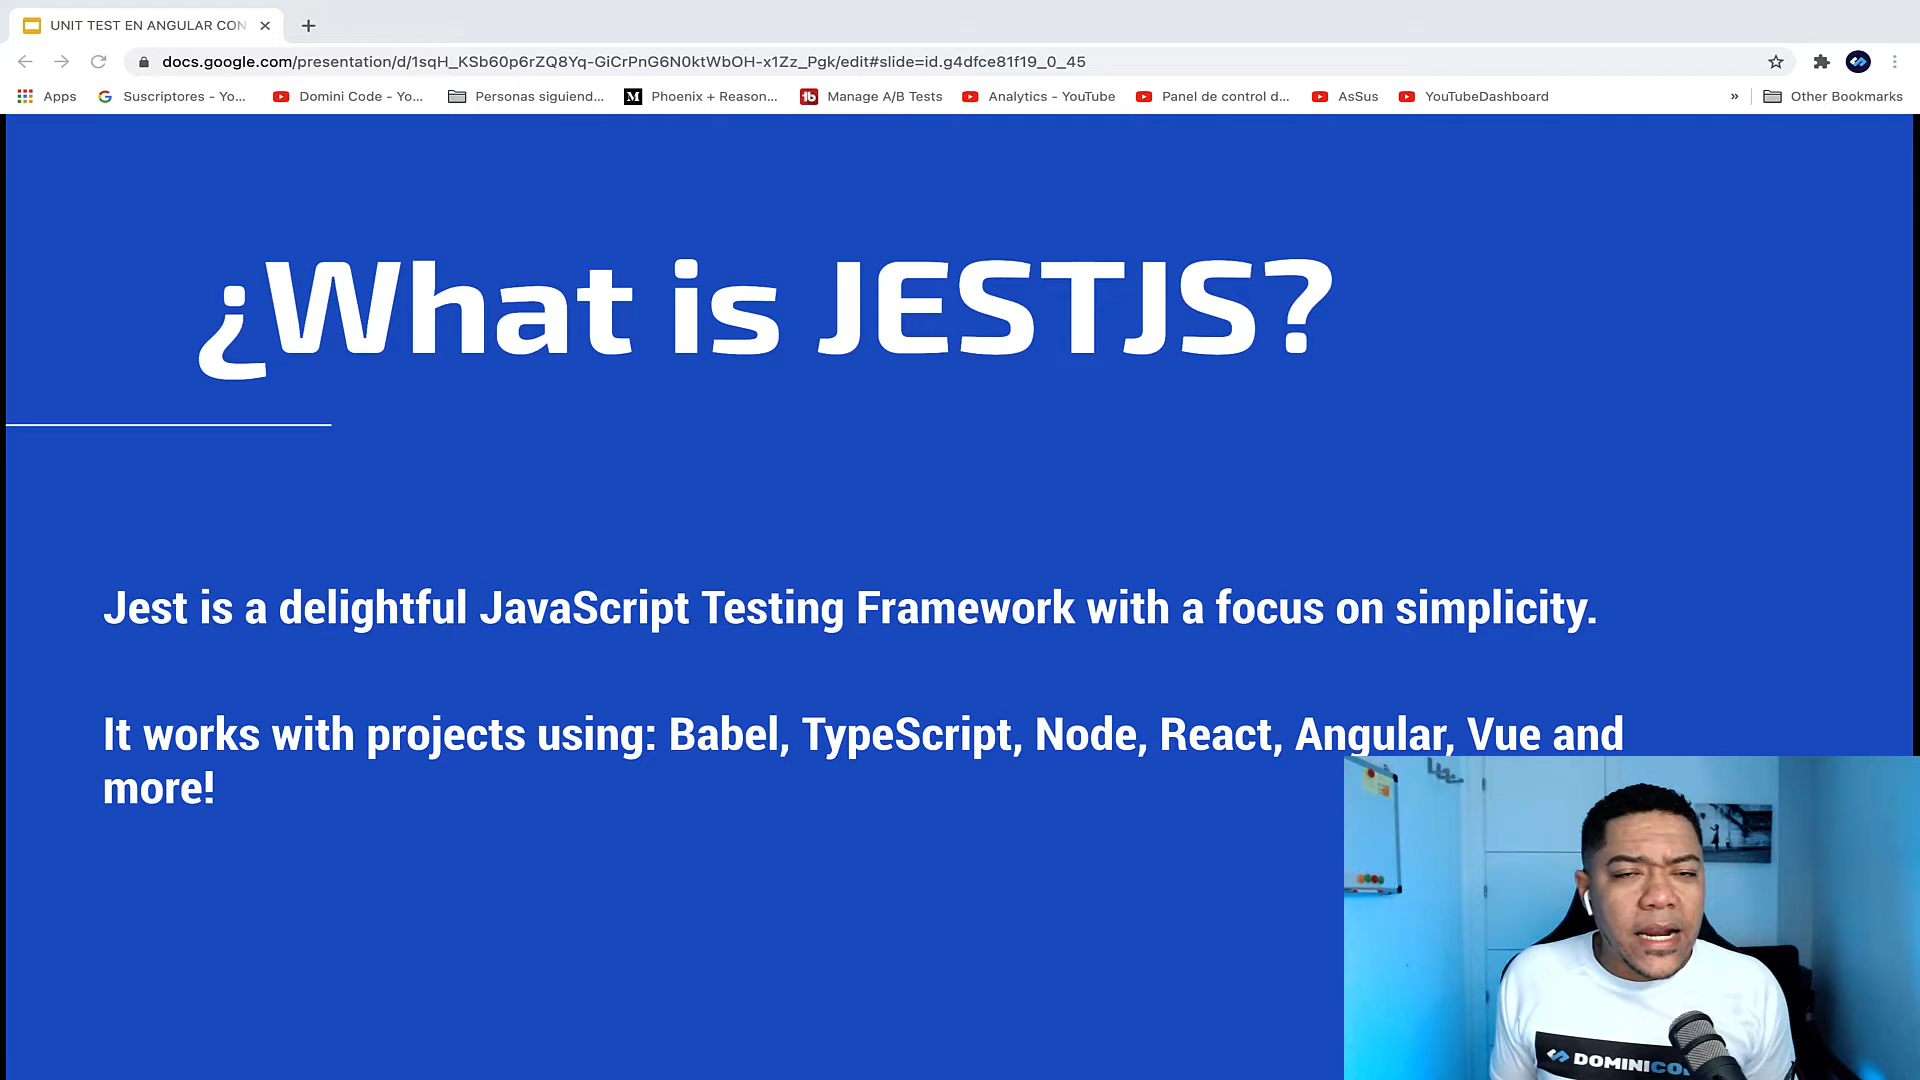 UNIT TEST EN ANGULAR CON
docs.google.com/presentation/d/1sqH_KSb60p6rZQ8Yq-GiCrPnG6N0ktWbOH-x1Zz_Pgk/edit#slide=id.g4dfce81f19_0_45
Apps
Suscriptores - Yo...
Domini Code - Yo...
Personas siguiend...
Phoenix + Reason...
Manage A/B Tests
Analytics - YouTube
Panel de control d...
AsSus
YouTubeDashboard
»
Other Bookmarks
¿What is JESTJS?
Jest is a delightful JavaScript Testing Framework with a focus on simplicity.
It works with projects using: Babel, TypeScript, Node, React, Angular, Vue and
more!
DOMINICO